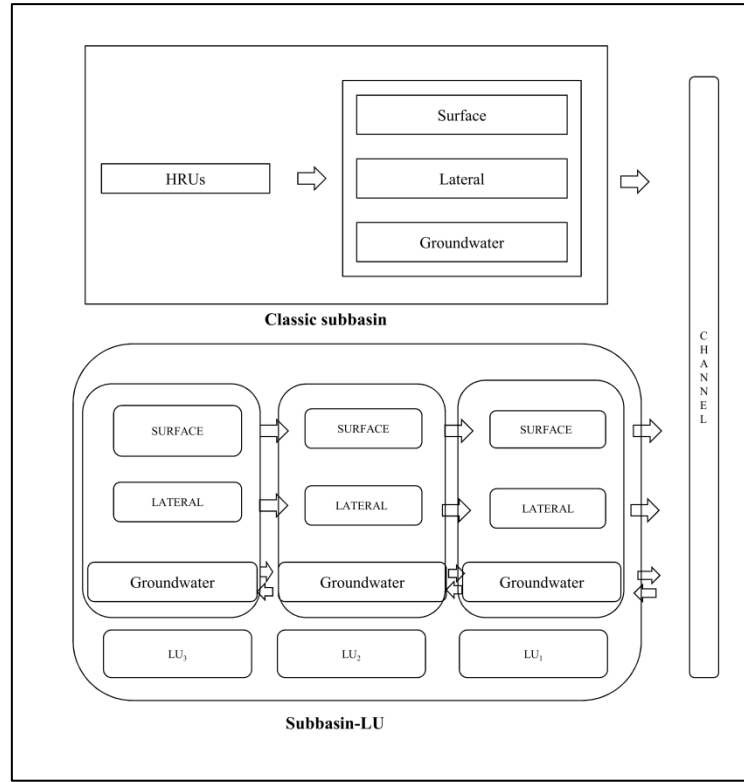 Surface
HRUs
Lateral
Groundwater
Classic subbasin
CHANNEL
SURFACE
SURFACE
SURFACE
LATERAL
LATERAL
LATERAL
Groundwater
Groundwater
Groundwater
LU₃
LU₂
LU₁
Subbasin-LU